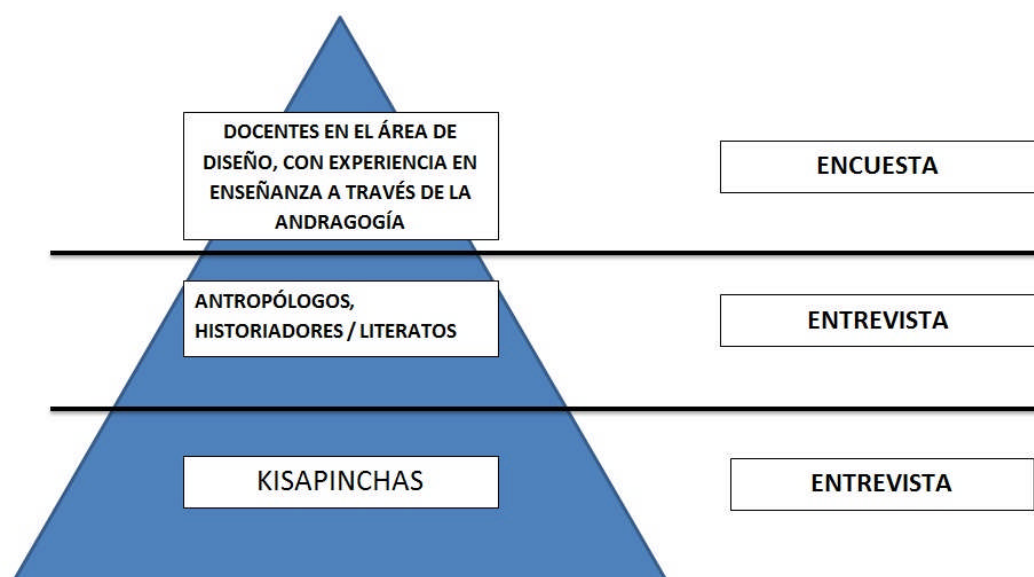 DOCENTES EN EL ÁREA DE
DISEÑO, CON EXPERIENCIA EN
ENSEÑANZA A TRAVÉS DE LA
ANDRAGOGÍA
ENCUESTA
ANTROPÓLOGOS,
HISTORIADORES / LITERATOS
ENTREVISTA
KISAPINCHAS
ENTREVISTA